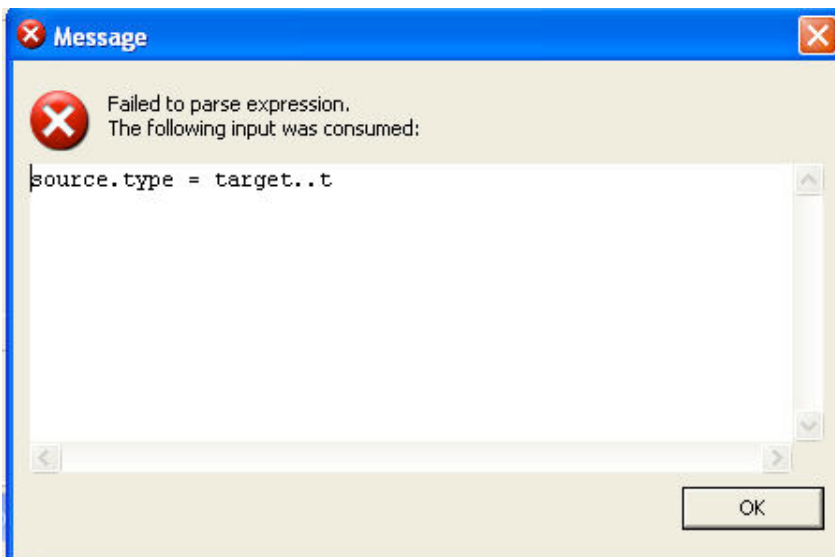 Message
Failed to parse expression.
The following input was consumed:
source.type = target..t
OK